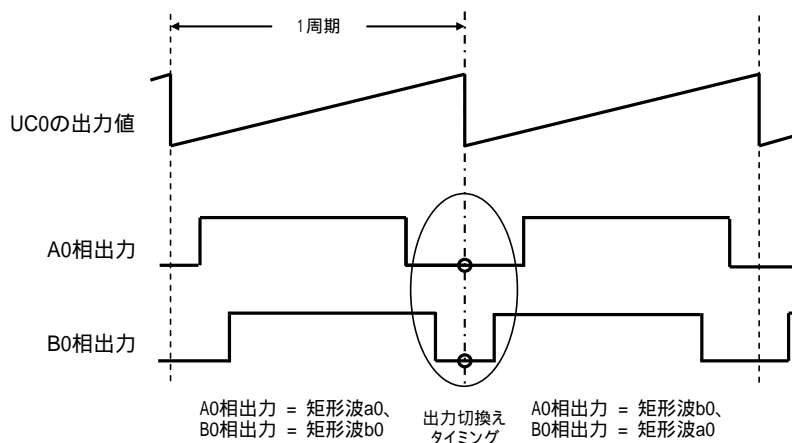 1周期
UC0の出力値
A0相出力
B0相出力
A0相出力 = 矩形波a0、
B0相出力 = 矩形波b0
出力切換え
タイミング
A0相出力 = 矩形波b0、
B0相出力 = 矩形波a0